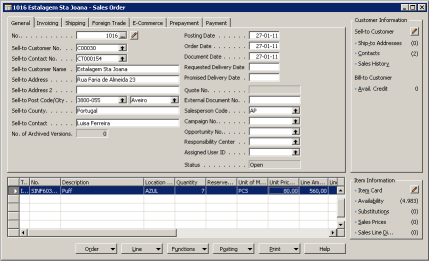 1016 Estalagem Sta Joana - Sales Order
General Invoicing Shipping Foreign Trade E-Commerce Prepayment Payment
No. 1016
Sell-to Customer No. C00030
Sell-to Contact No. CT000154
Sell-to Customer Name Estalagem Sta Joana
Sell-to Address Rua Faria de Almeida 23
Sell-to Address 2
Sell-to Post Code/City 3800-055 Aveiro
Sell-to County Portugal
Sell-to Contact Luisa Ferreira
No. of Archived Versions 0
Posting Date 27-01-11
Order Date 27-01-11
Document Date 27-01-11
Requested Delivery Date
Promised Delivery Date
Quote No.
External Document No.
Salesperson Code AP
Campaign No.
Opportunity No.
Responsibility Center
Assigned User ID
Status Open
Customer Information
Sell-to Customer
- Ship-to Addresses (0)
- Contacts (2)
- Sales History
Bill-to Customer
- Avail. Credit 0
T... No. Description Location ... Quantity Reserve... Unit of M... Unit Pric... Line Am... Lin
I... Puff AZUL 7 PCS 80,00 560,00
Item Information
- Item Card
- Availability (4.983)
- Substitutions (0)
- Sales Prices (0)
- Sales Line Di... (0)
Order Line Functions Posting Print Help